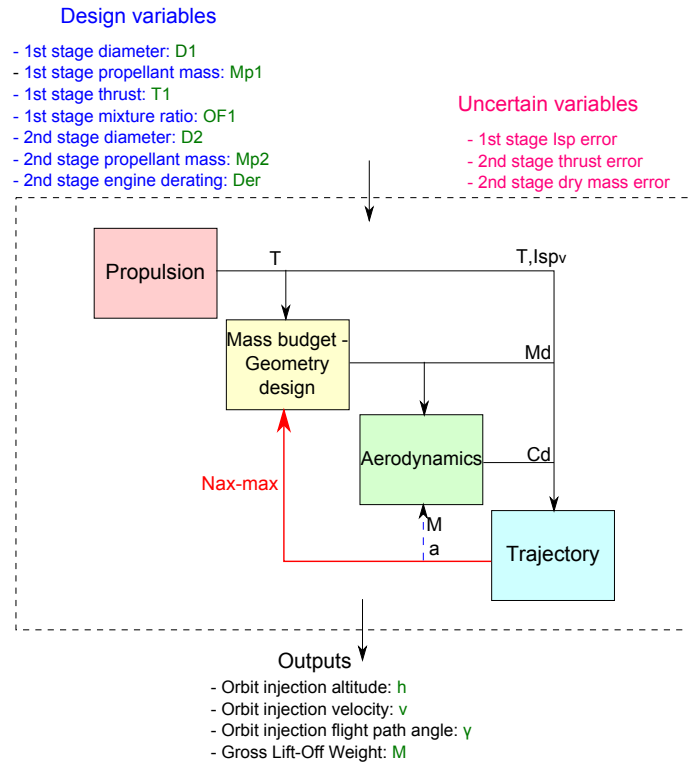 Design variables
- 1st stage diameter: D1
- 1st stage propellant mass: Mp1
- 1st stage thrust: T1
- 1st stage mixture ratio: OF1
- 2nd stage diameter: D2
- 2nd stage propellant mass: Mp2
- 2nd stage engine derating: Der
Uncertain variables
- 1st stage Isp error
- 2nd stage thrust error
- 2nd stage dry mass error
Propulsion
T
T,Ispv
Mass budget -
Geometry
design
Md
Aerodynamics
Cd
Nax-max
M
a
Trajectory
Outputs
- Orbit injection altitude: h
- Orbit injection velocity: v
- Orbit injection flight path angle: γ
- Gross Lift-Off Weight: M